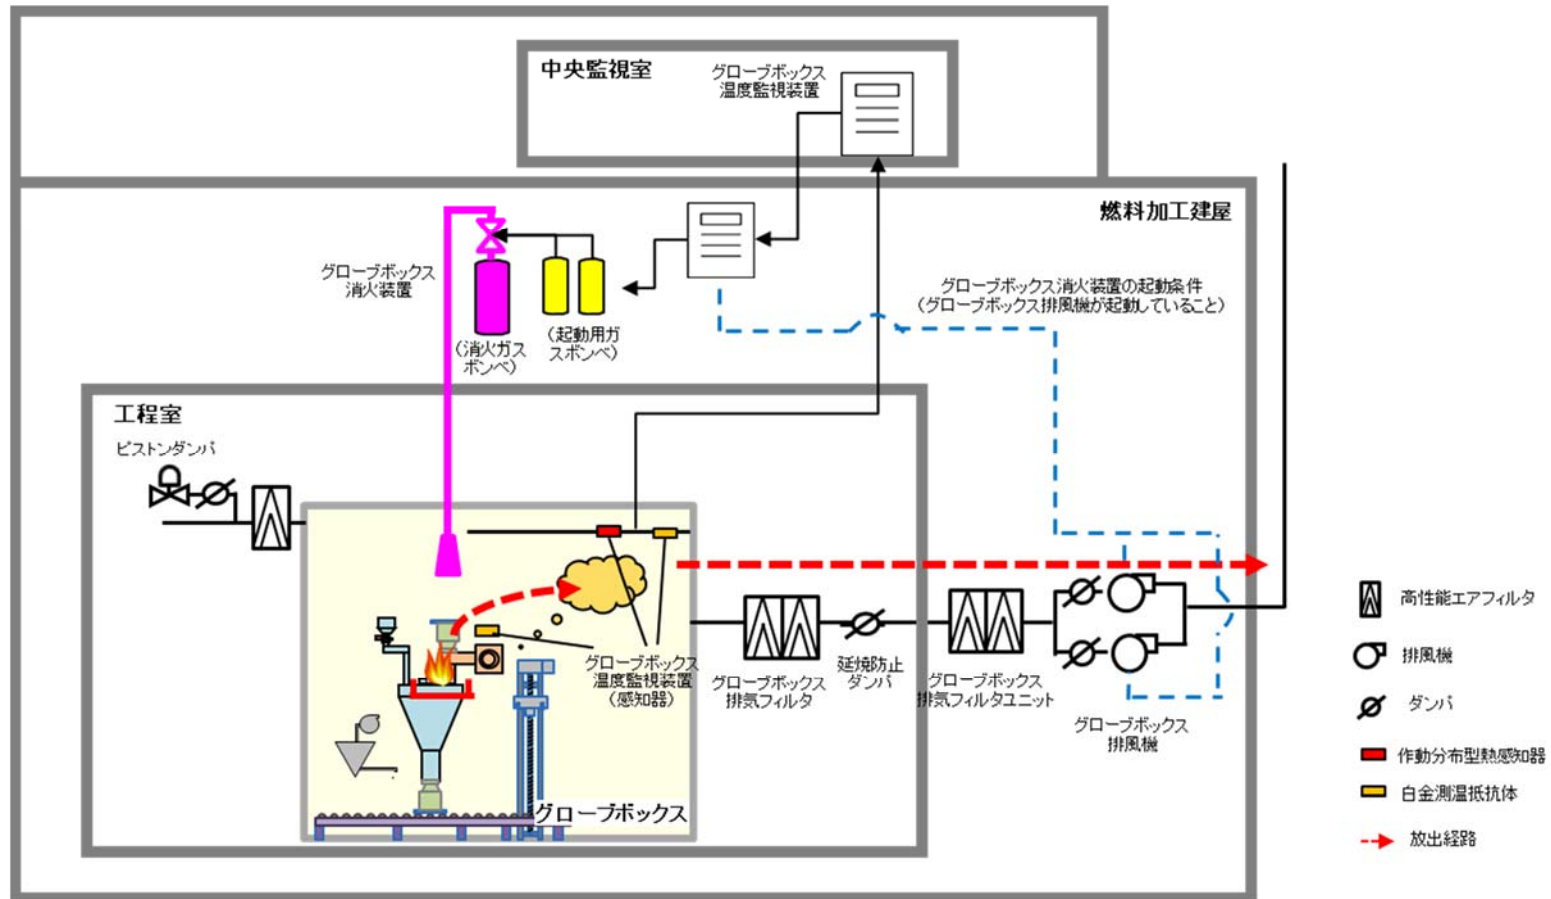 中央監視室
グローブボックス
温度監視装置
燃料加工建屋
グローブボックス
消火装置
(消火ガス
ボンベ)
(起動用ガ
スボンベ)
グローブボックス消火装置の起動条件
(グローブボックス排風機が起動していること)
工程室
ピストンダンパ
グローブボックス
温度監視装置
(感知器)
グローブボックス
グローブボックス
排気フィルタ
延焼防止
ダンパ
グローブボックス
排気フィルタユニット
グローブボックス
排風機
高性能エアフィルタ
排風機
ダンパ
作動分布型熱感知器
白金測温抵抗体
放出経路